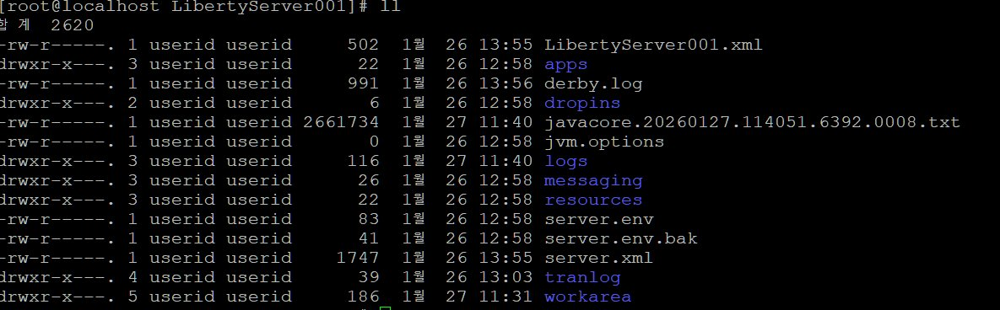 [root@localhost LibertyServer001]# ll
합계 2620
-rw-r-----. 1 userid userid 502 1월 26 13:55 LibertyServer001.xml
drwxr-x---. 3 userid userid 22 1월 26 12:58 apps
-rw-r-----. 1 userid userid 991 1월 26 13:56 derby.log
drwxr-x---. 2 userid userid 6 1월 26 12:58 dropins
-rw-r-----. 1 userid userid 2661734 1월 27 11:40 javacore.20260127.114051.6392.0008.txt
-rw-r-----. 1 userid userid 0 1월 26 12:58 jvm.options
drwxr-x---. 3 userid userid 116 1월 27 11:40 logs
drwxr-x---. 3 userid userid 26 1월 26 12:58 messaging
drwxr-x---. 3 userid userid 22 1월 26 12:58 resources
-rw-r-----. 1 userid userid 83 1월 26 12:58 server.env
-rw-r-----. 1 userid userid 41 1월 26 12:58 server.env.bak
-rw-r-----. 1 userid userid 1747 1월 26 13:55 server.xml
drwxr-x---. 4 userid userid 39 1월 26 13:03 tranlog
drwxr-x---. 5 userid userid 186 1월 27 11:31 workarea